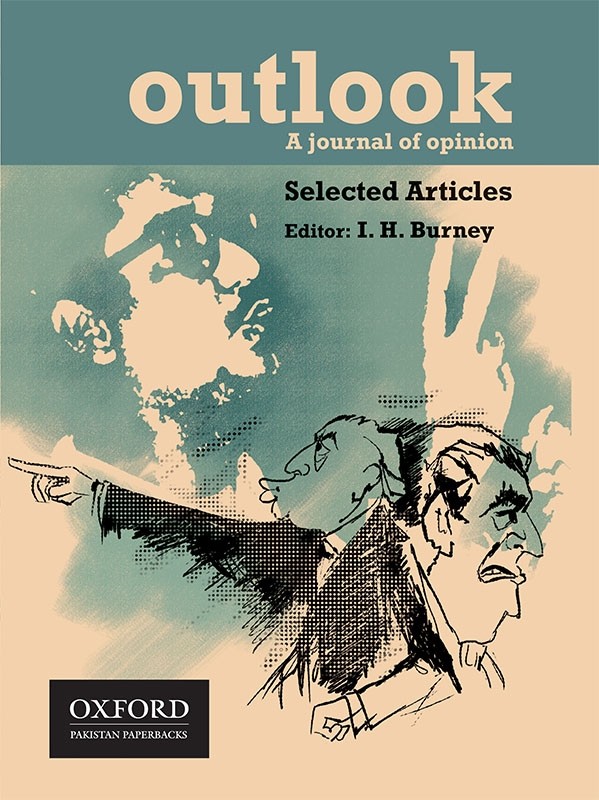 outlook
A journal of opinion
Selected Articles
Editor: I. H. Burney
OXFORD
PAKISTAN PAPERBACKS